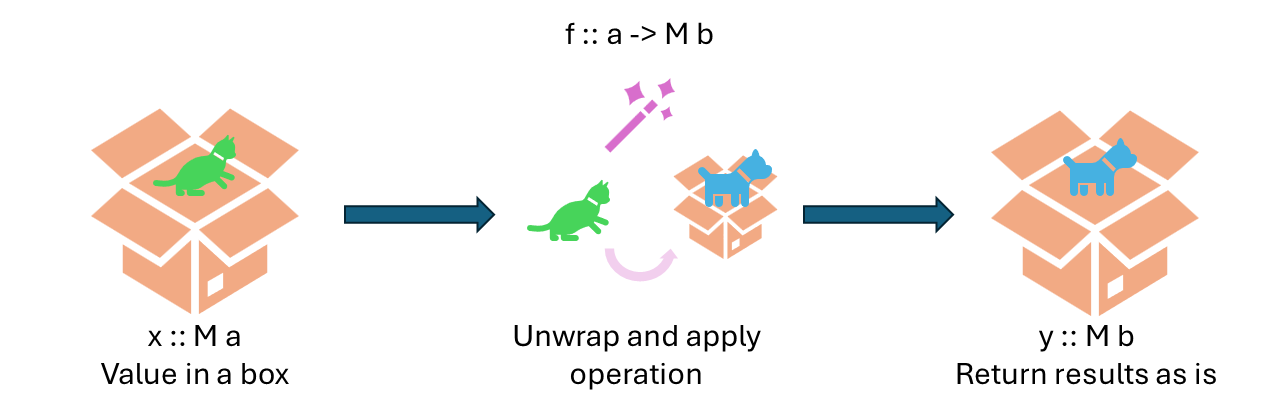 f :: a -> M b
x :: M a
Value in a box
Unwrap and apply
operation
y :: M b
Return results as is